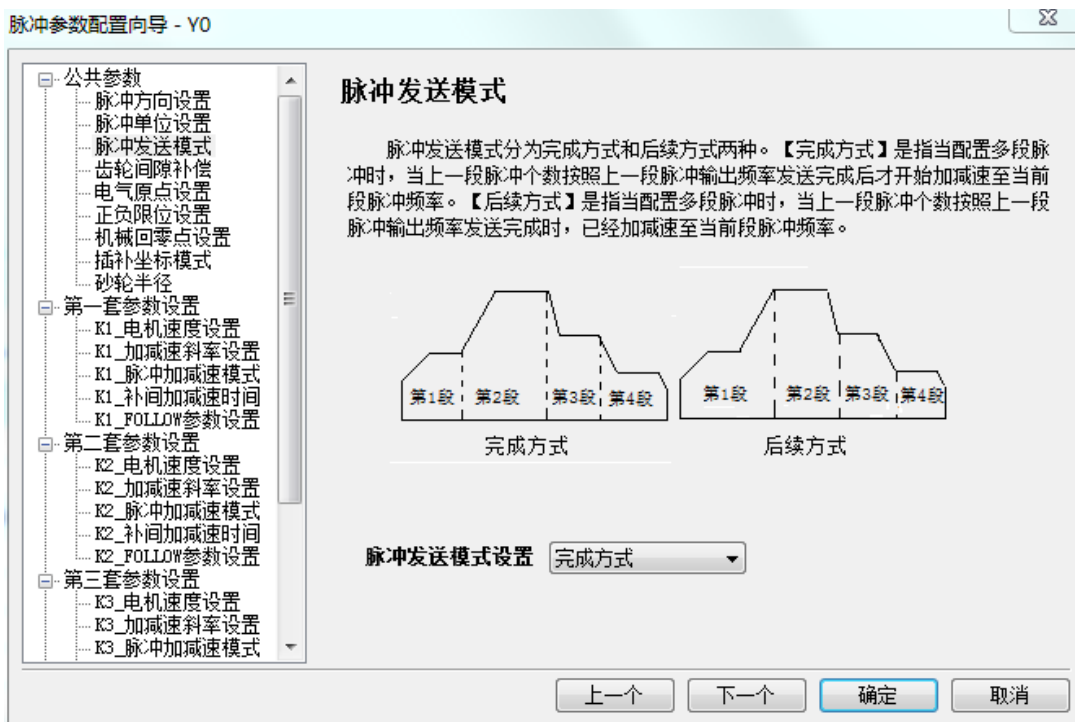 脉冲参数配置向导 - Y0
公共参数
脉冲方向设置
脉冲单位设置
脉冲发送模式
齿轮间隙补偿
电气原点设置
正负限位设置
机械回零点设置
插补坐标模式
砂轮半径
第一套参数设置
K1_电机速度设置
K1_加减速斜率设置
K1_脉冲加减速模式
K1_补间加减速时间
K1_FOLLOW参数设置
第二套参数设置
K2_电机速度设置
K2_加减速斜率设置
K2_脉冲加减速模式
K2_补间加减速时间
K2_FOLLOW参数设置
第三套参数设置
K3_电机速度设置
K3_加减速斜率设置
K3_脉冲加减速模式
脉冲发送模式
脉冲发送模式分为完成方式和后续方式两种。【完成方式】是指当配置多段脉
冲时，当上一段脉冲个数按照上一段脉冲输出频率发送完成后才开始加减速至当前
段脉冲频率。【后续方式】是指当配置多段脉冲时，当上一段脉冲个数按照上一段
脉冲输出频率发送完成时，已经加减速至当前段脉冲频率。
第1段 第2段 第3段 第4段 第1段 第2段 第3段 第4段
完成方式 后续方式
脉冲发送模式设置 完成方式
上一个 下一个 确定 取消